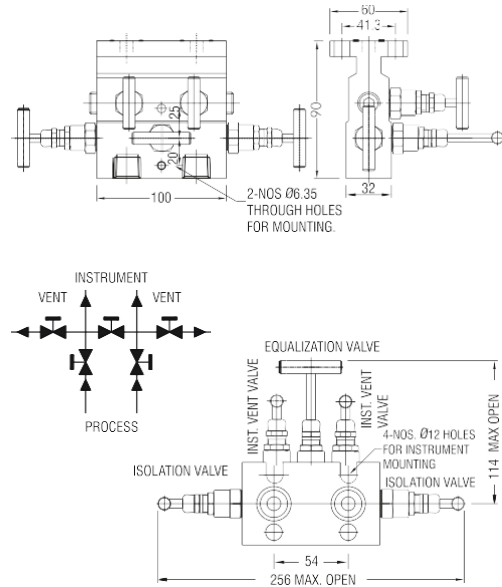 60
41.3
90
25
20
100
32
2-NOS Ø6.35
THROUGH HOLES
FOR MOUNTING.
INSTRUMENT
VENT
VENT
PROCESS
EQUALIZATION VALVE
INST. VENT VALVE
INST. VENT
VALVE
4-NOS. Ø12 HOLES
FOR INSTRUMENT
MOUNTING
ISOLATION VALVE
ISOLATION VALVE
114 MAX OPEN
54
256 MAX. OPEN